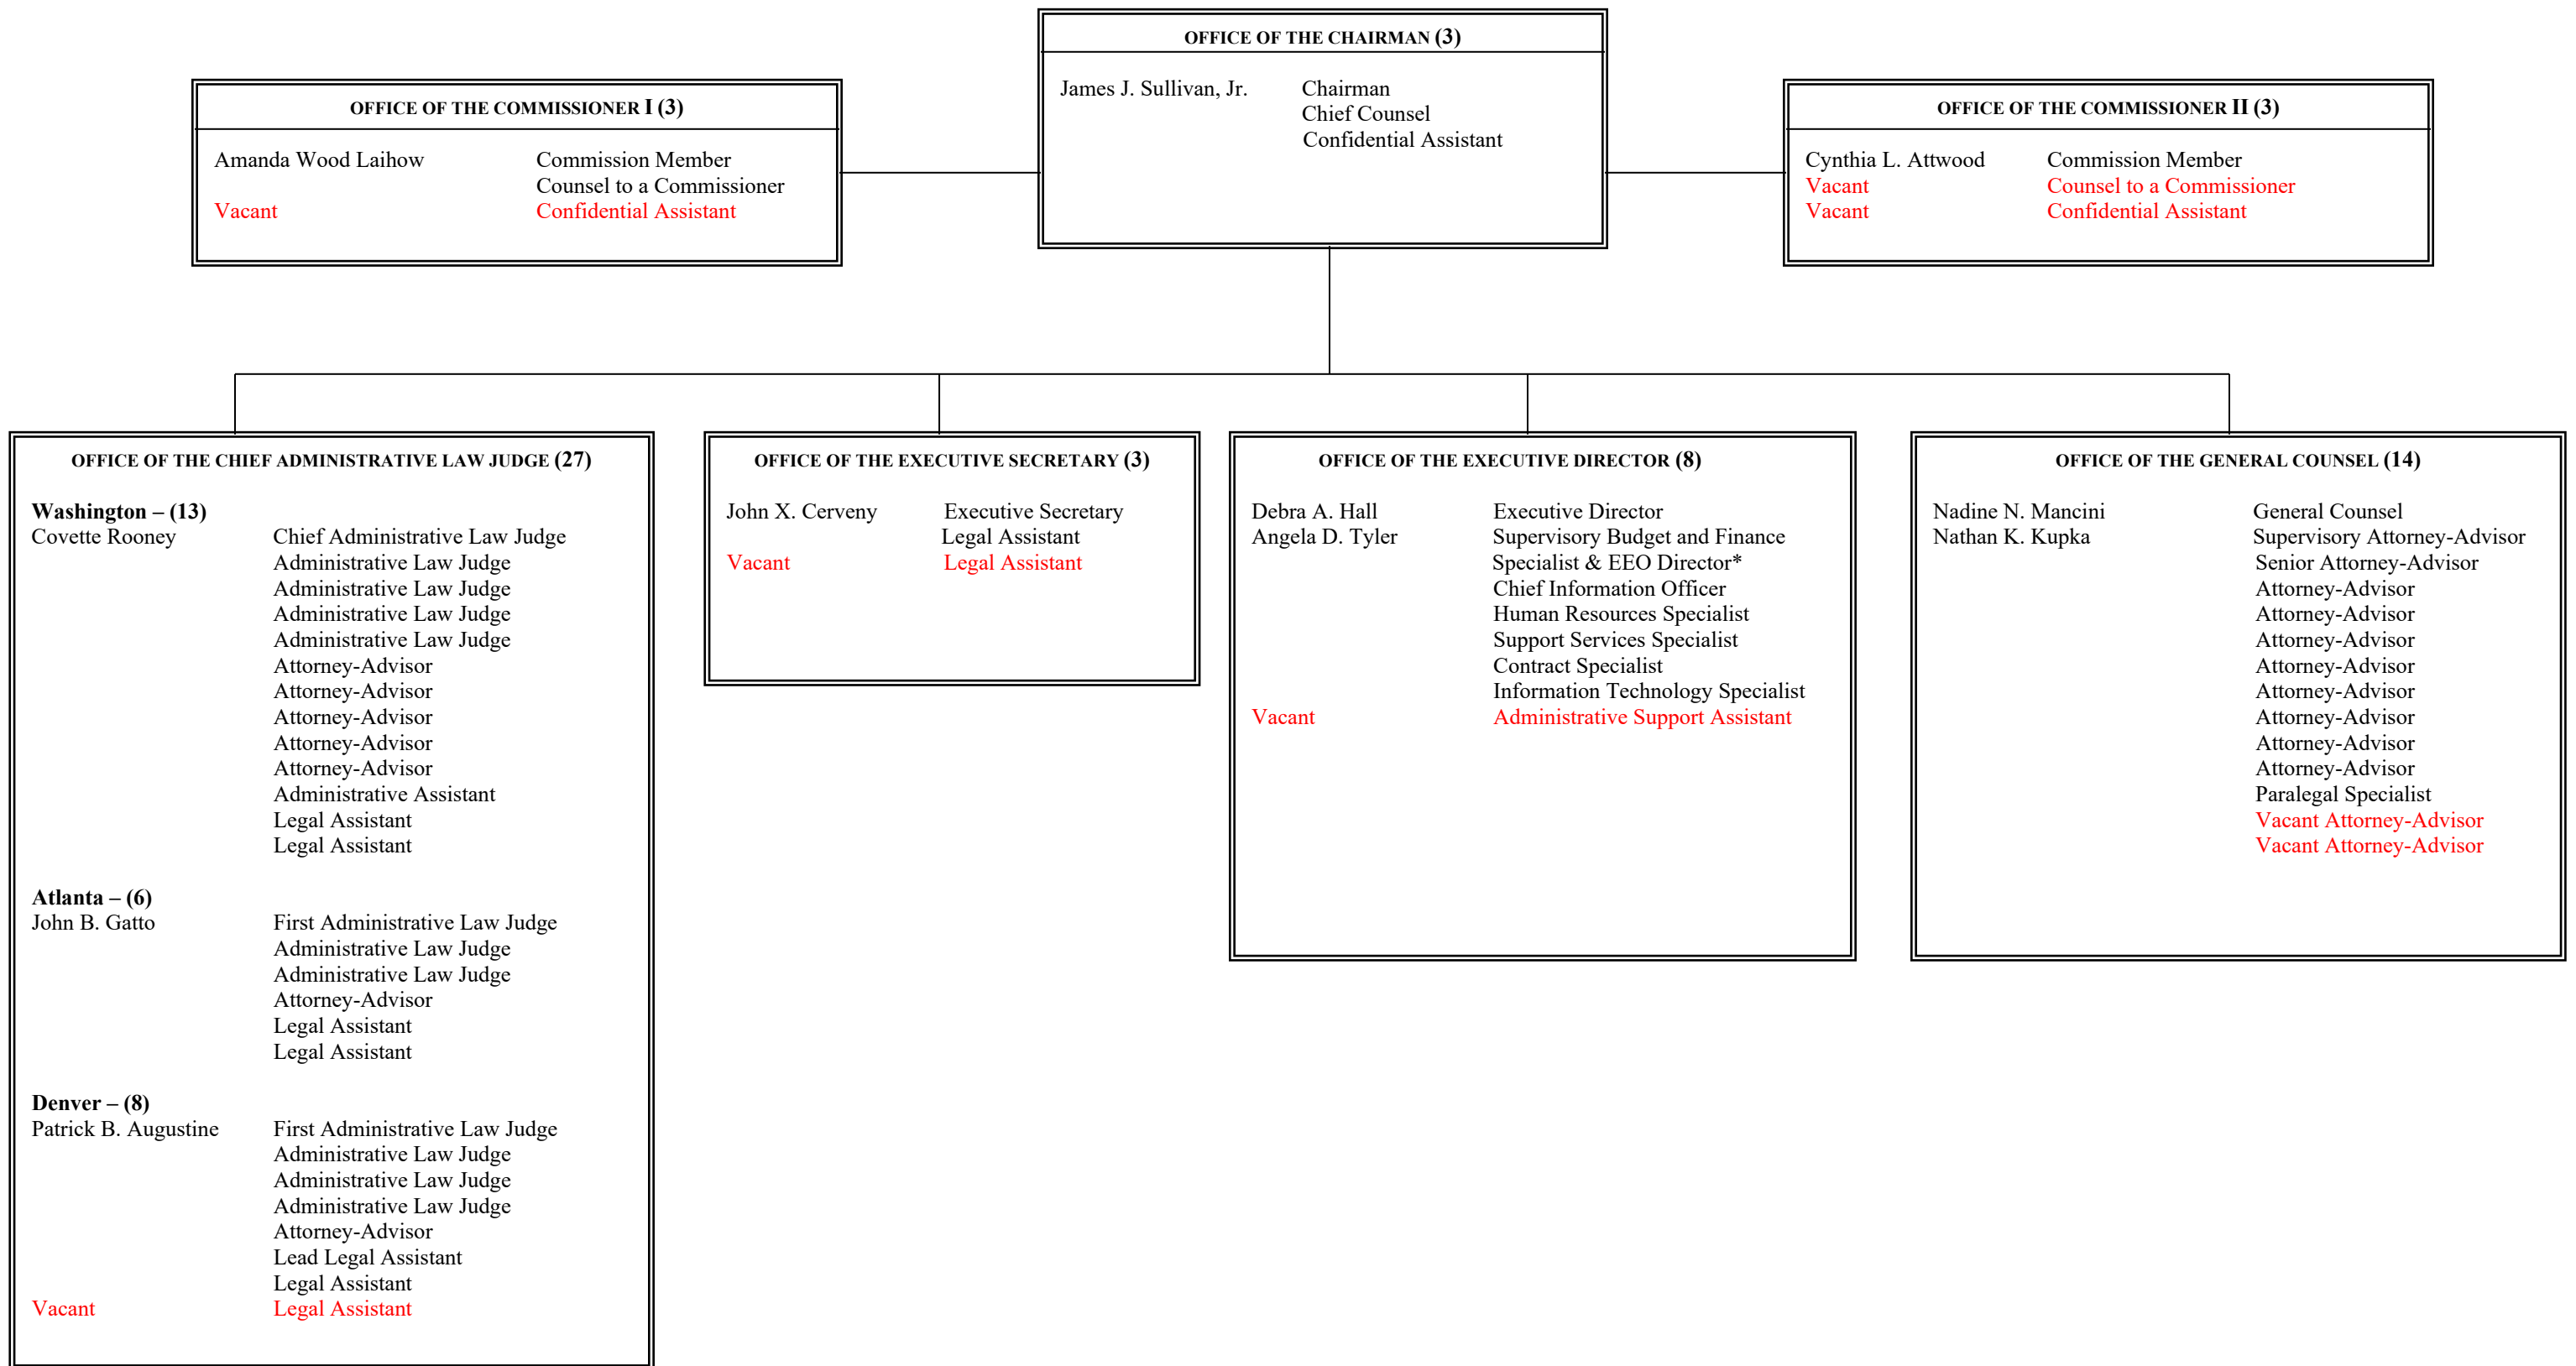 OFFICE OF THE CHAIRMAN (3)
James J. Sullivan, Jr. Chairman
Chief Counsel
Confidential Assistant
OFFICE OF THE COMMISSIONER I (3)
Amanda Wood Laihow Commission Member
Counsel to a Commissioner
Vacant Confidential Assistant
OFFICE OF THE COMMISSIONER II (3)
Cynthia L. Attwood Commission Member
Vacant Counsel to a Commissioner
Vacant Confidential Assistant
OFFICE OF THE CHIEF ADMINISTRATIVE LAW JUDGE (27)
Washington – (13)
Covette Rooney Chief Administrative Law Judge
Administrative Law Judge
Administrative Law Judge
Administrative Law Judge
Administrative Law Judge
Attorney-Advisor
Attorney-Advisor
Attorney-Advisor
Attorney-Advisor
Attorney-Advisor
Administrative Assistant
Legal Assistant
Legal Assistant
Atlanta – (6)
John B. Gatto First Administrative Law Judge
Administrative Law Judge
Administrative Law Judge
Attorney-Advisor
Legal Assistant
Legal Assistant
Denver – (8)
Patrick B. Augustine First Administrative Law Judge
Administrative Law Judge
Administrative Law Judge
Administrative Law Judge
Attorney-Advisor
Lead Legal Assistant
Legal Assistant
Vacant Legal Assistant
OFFICE OF THE EXECUTIVE SECRETARY (3)
John X. Cerveny Executive Secretary
Legal Assistant
Vacant Legal Assistant
OFFICE OF THE EXECUTIVE DIRECTOR (8)
Debra A. Hall Executive Director
Angela D. Tyler Supervisory Budget and Finance
Specialist & EEO Director*
Chief Information Officer
Human Resources Specialist
Support Services Specialist
Contract Specialist
Information Technology Specialist
Vacant Administrative Support Assistant
OFFICE OF THE GENERAL COUNSEL (14)
Nadine N. Mancini General Counsel
Nathan K. Kupka Supervisory Attorney-Advisor
Senior Attorney-Advisor
Attorney-Advisor
Attorney-Advisor
Attorney-Advisor
Attorney-Advisor
Attorney-Advisor
Attorney-Advisor
Attorney-Advisor
Attorney-Advisor
Paralegal Specialist
Vacant Attorney-Advisor
Vacant Attorney-Advisor